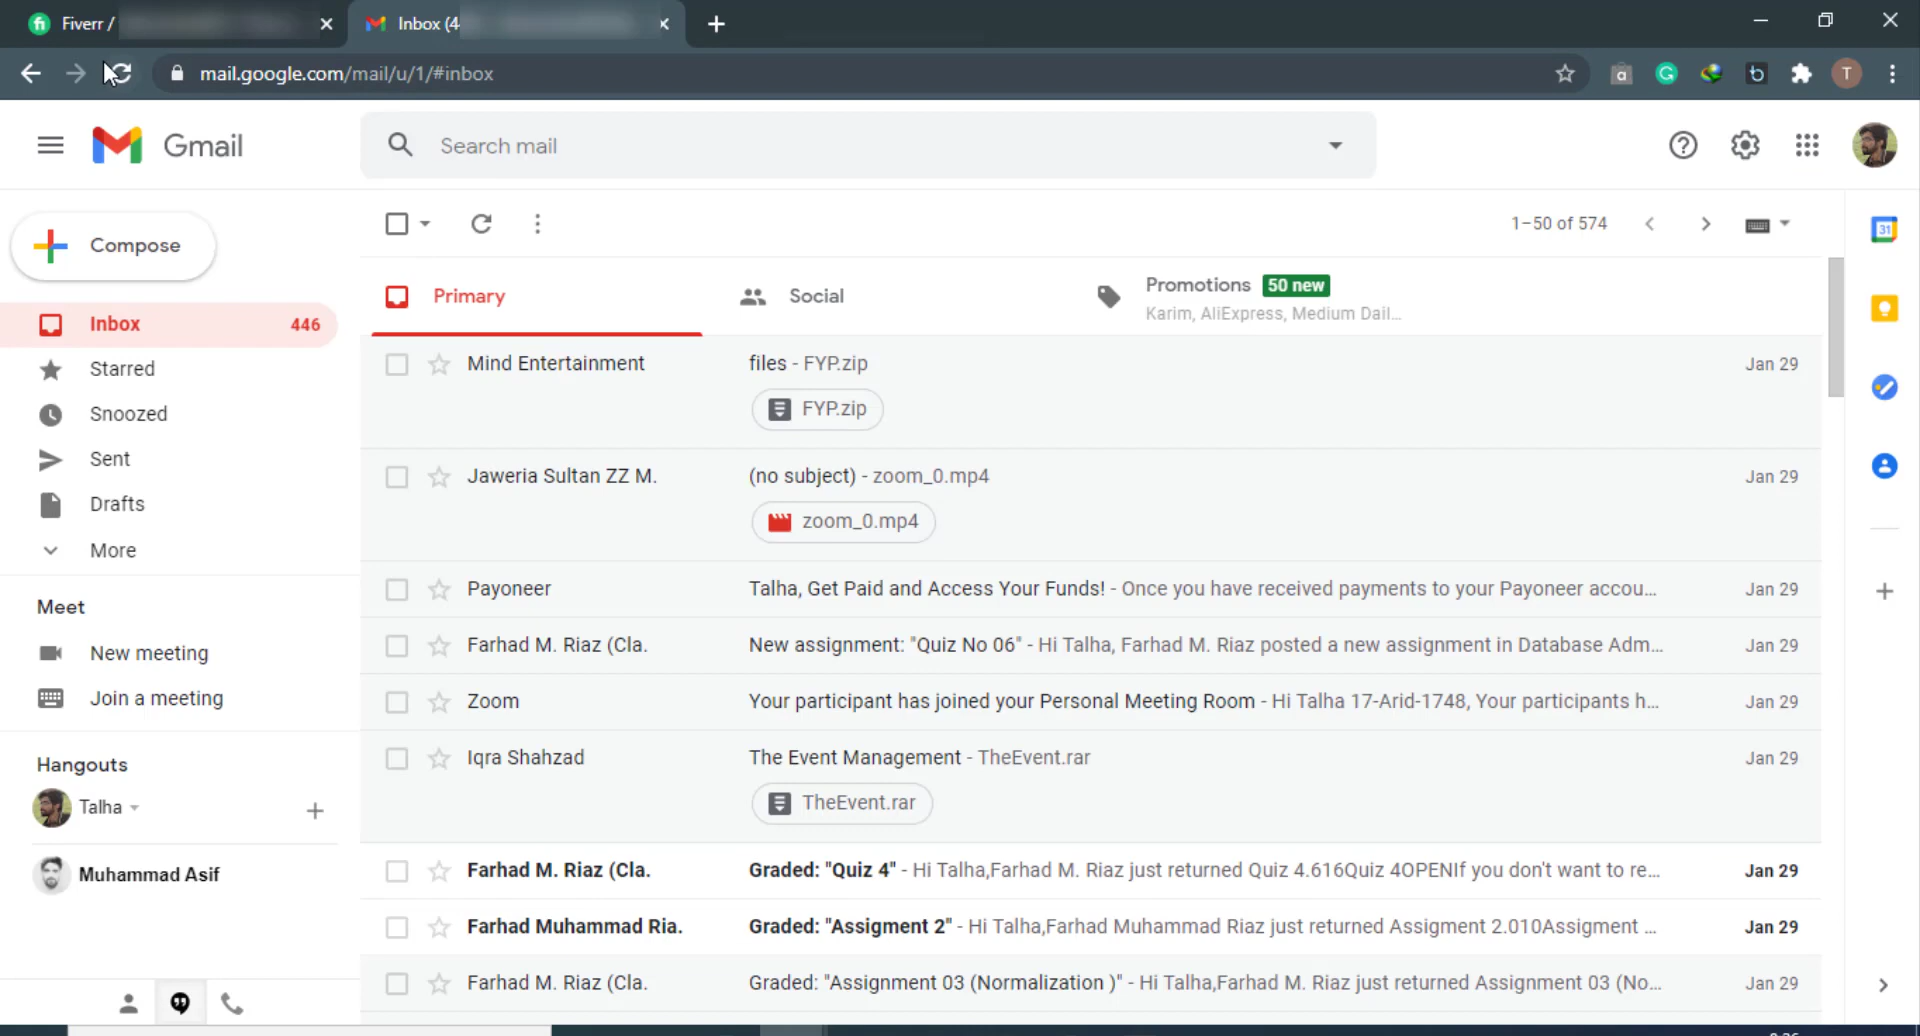 Fiverr /
Inbox (4
mail.google.com/mail/u/1/#inbox
T
Gmail
Search mail
Compose
1–50 of 574
31
Primary
Social
Promotions 50 new
Karim, AliExpress, Medium Dail...
Inbox 446
Starred
Snoozed
Sent
Drafts
More
Meet
New meeting
Join a meeting
Hangouts
Talha
Muhammad Asif
Mind Entertainment files - FYP.zip Jan 29
FYP.zip
Jaweria Sultan ZZ M. (no subject) - zoom_0.mp4 Jan 29
zoom_0.mp4
Payoneer Talha, Get Paid and Access Your Funds! - Once you have received payments to your Payoneer accou... Jan 29
Farhad M. Riaz (Cla. New assignment: "Quiz No 06" - Hi Talha, Farhad M. Riaz posted a new assignment in Database Adm... Jan 29
Zoom Your participant has joined your Personal Meeting Room - Hi Talha 17-Arid-1748, Your participants h... Jan 29
Iqra Shahzad The Event Management - TheEvent.rar Jan 29
TheEvent.rar
Farhad M. Riaz (Cla. Graded: "Quiz 4" - Hi Talha,Farhad M. Riaz just returned Quiz 4.616Quiz 4OPENIf you don't want to re... Jan 29
Farhad Muhammad Ria. Graded: "Assigment 2" - Hi Talha,Farhad Muhammad Riaz just returned Assigment 2.010Assigment ... Jan 29
Farhad M. Riaz (Cla. Graded: "Assignment 03 (Normalization )" - Hi Talha,Farhad M. Riaz just returned Assignment 03 (No... Jan 29